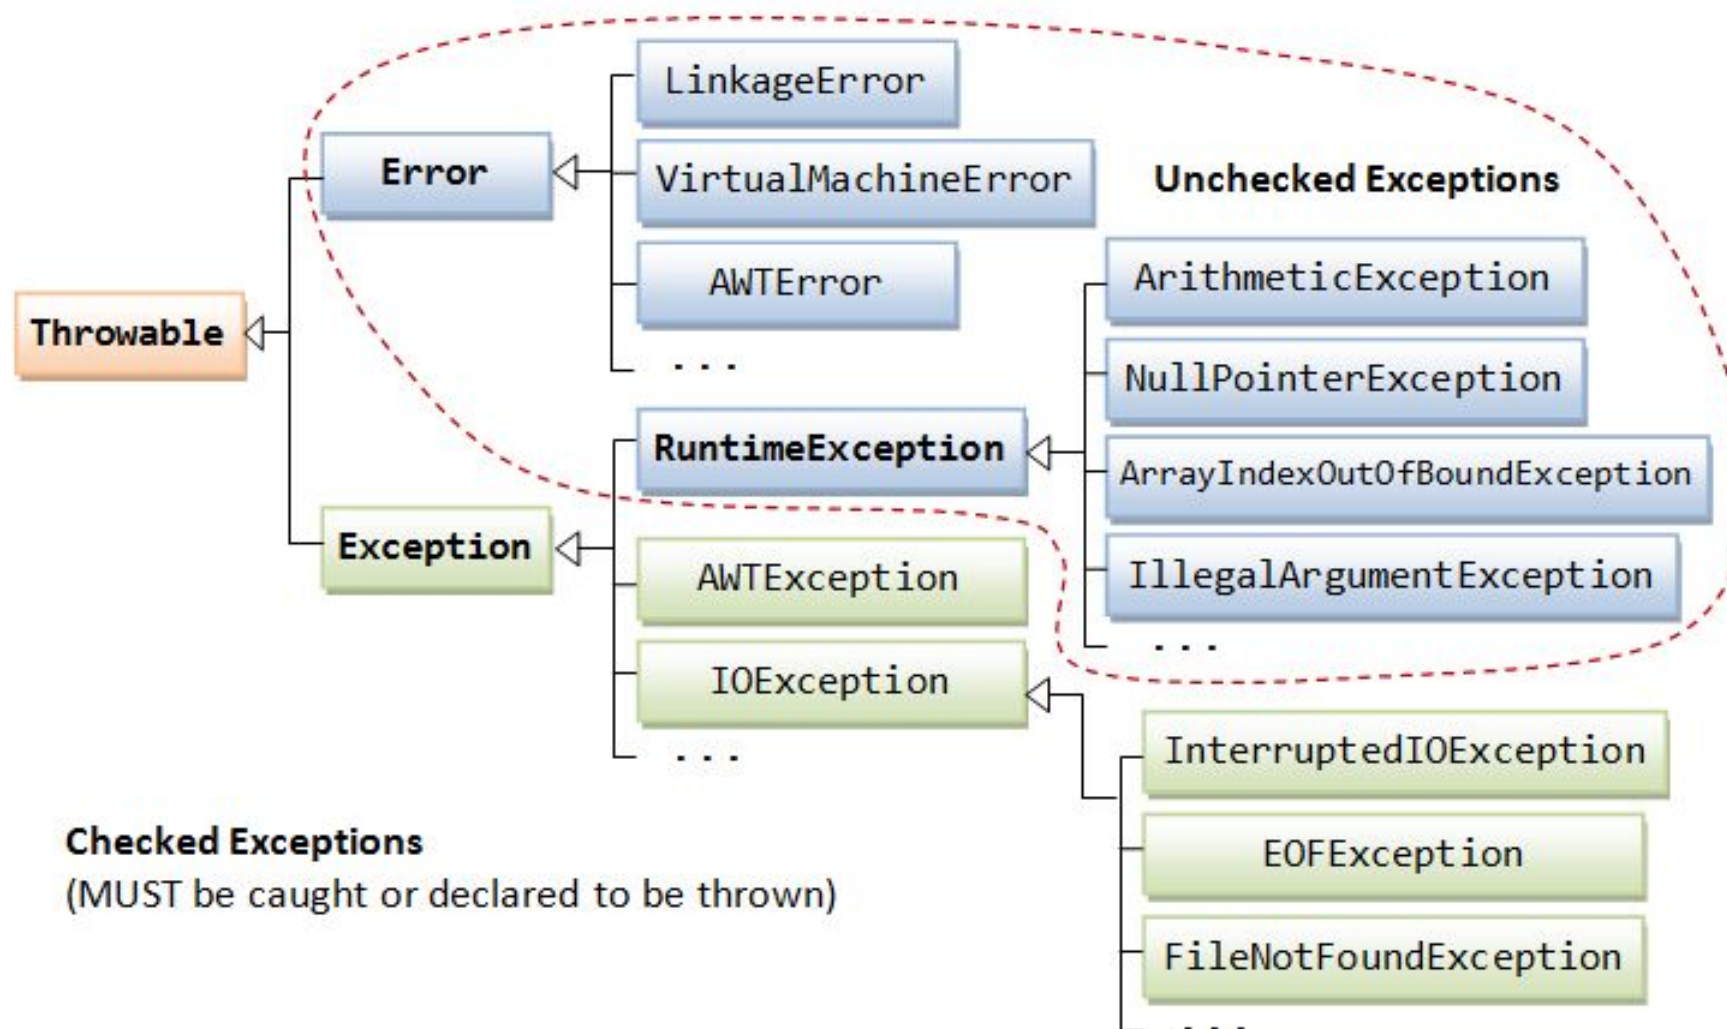 LinkageError
Error
VirtualMachineError
Unchecked Exceptions
AWTError
ArithmeticException
Throwable
...
NullPointerException
RuntimeException
ArrayIndexOutOfBoundException
Exception
AWTException
IllegalArgumentException
...
IOException
...
InterruptedIOException
Checked Exceptions
(MUST be caught or declared to be thrown)
EOFException
FileNotFoundException
...